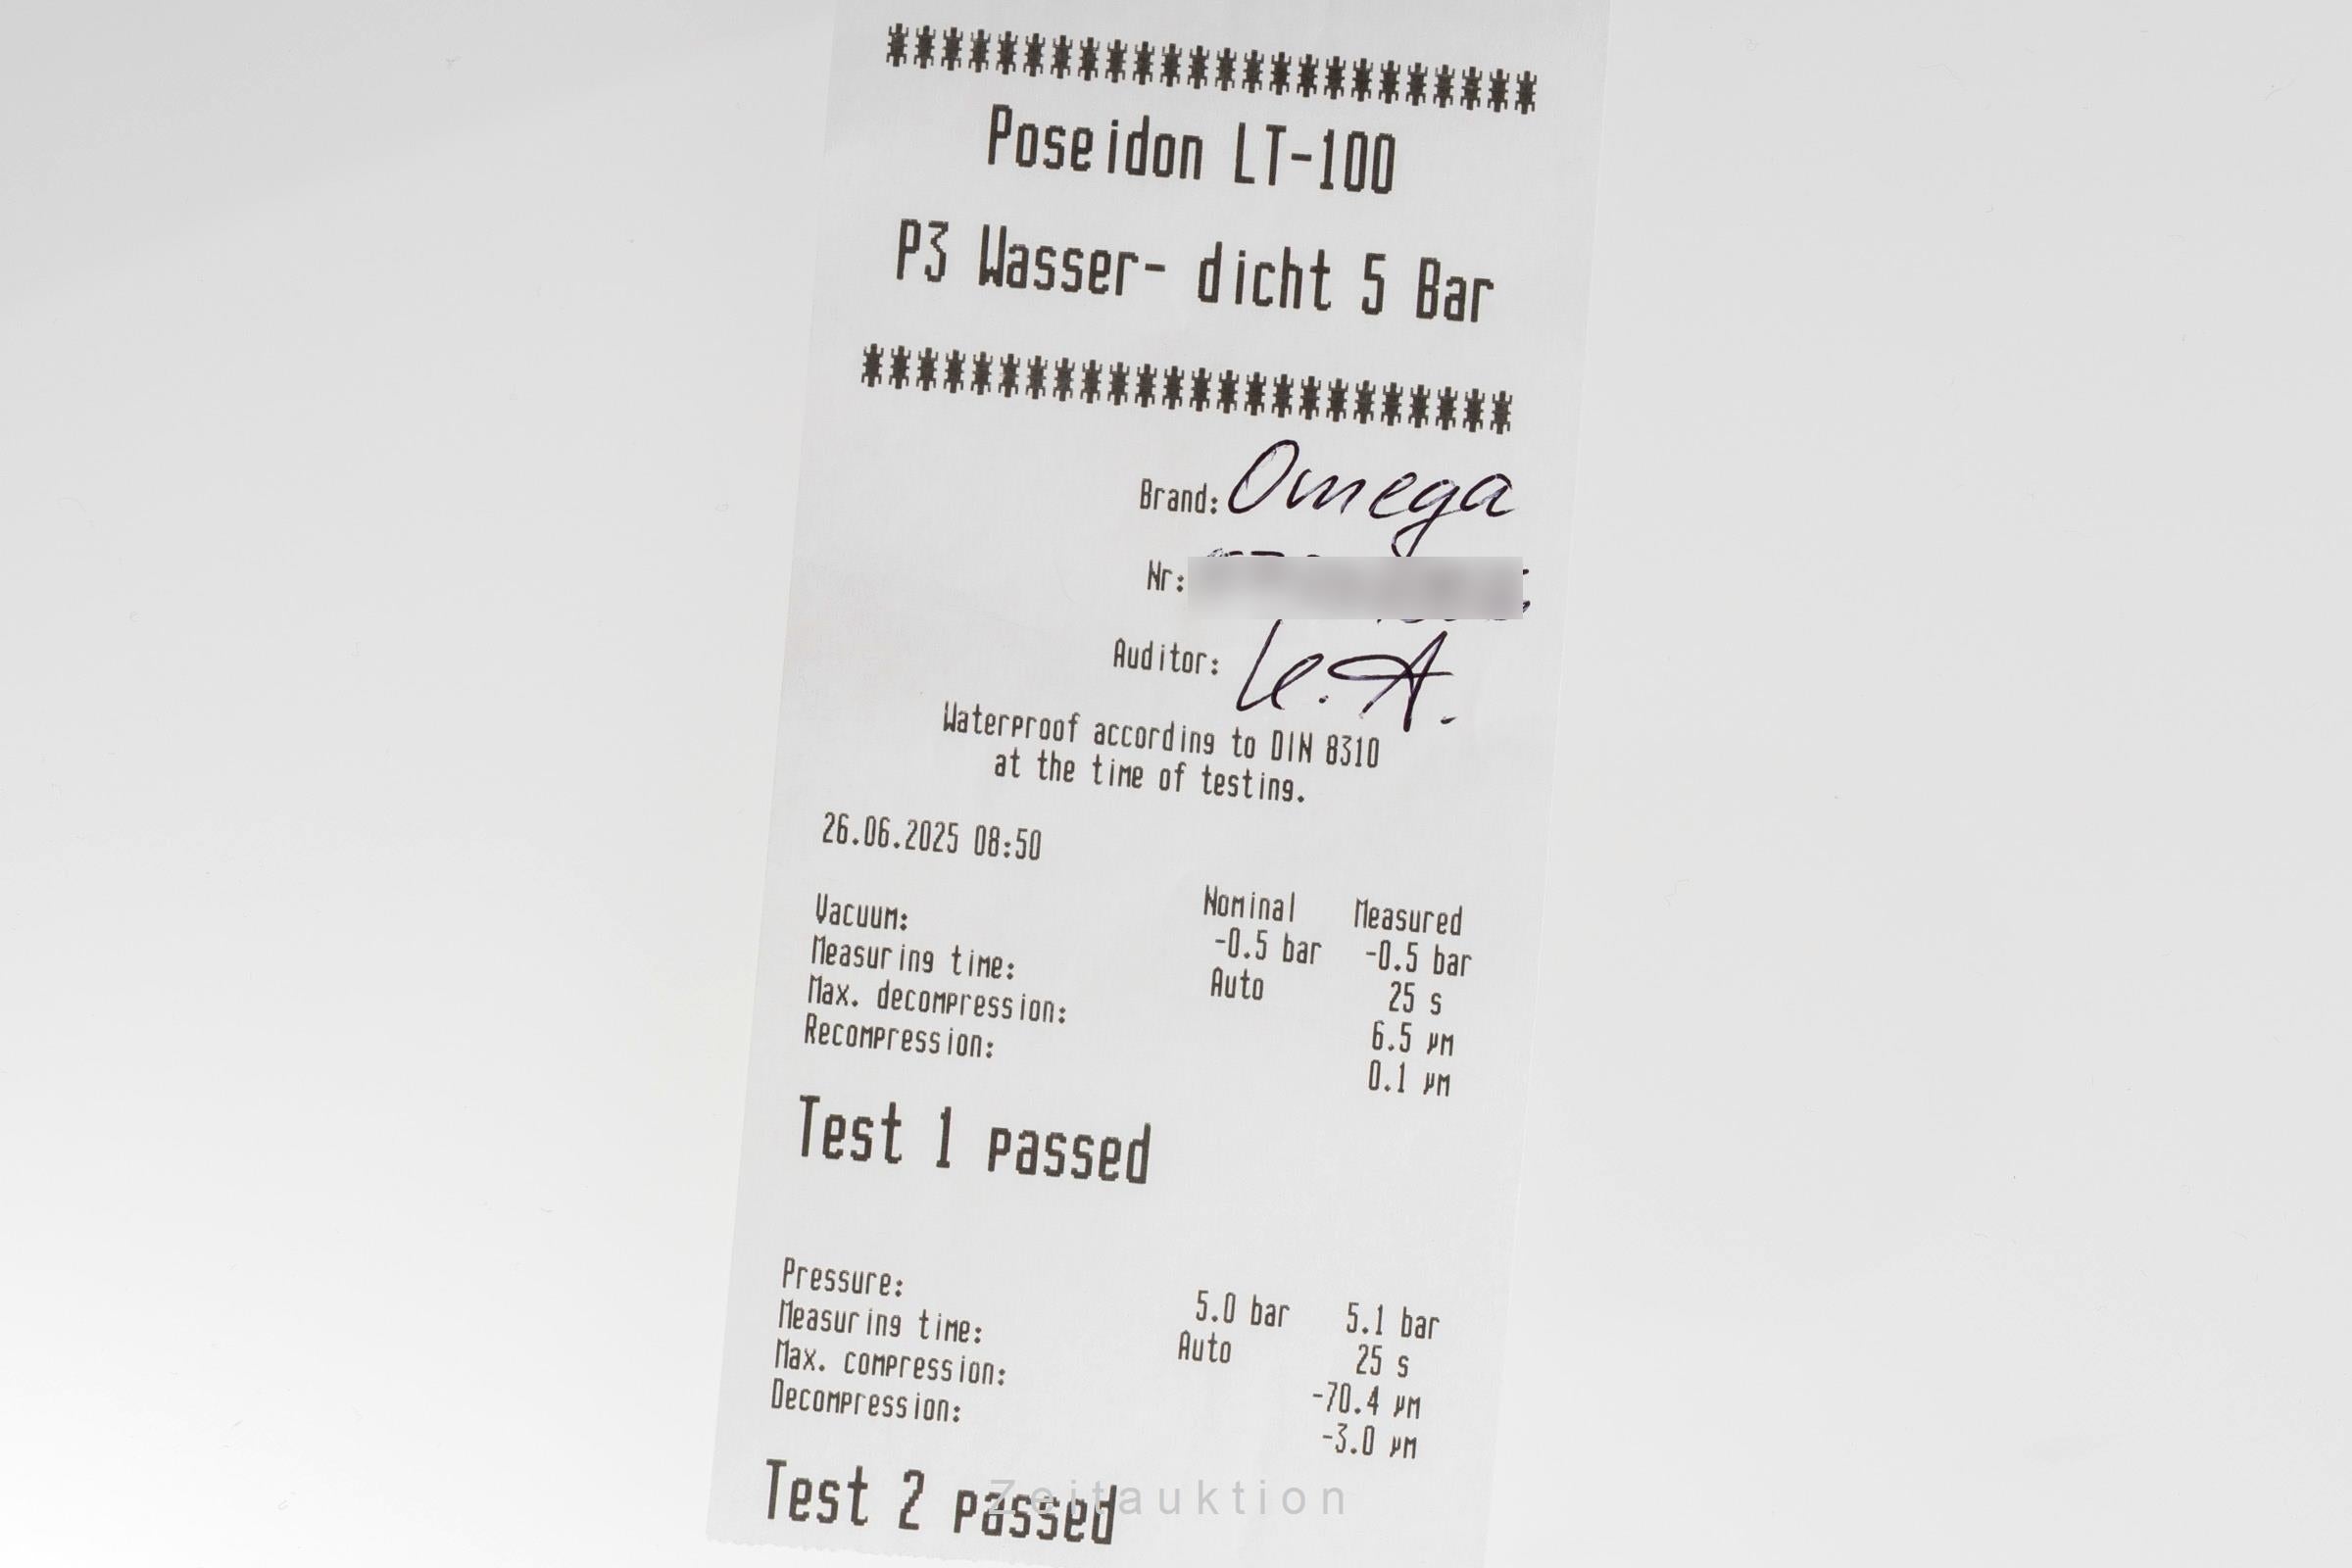 ************************
Poseidon LT-100
P3 Wasser- dicht 5 Bar
************************
Brand: Omega
Nr:
Auditor:
Waterproof according to DIN 8310
at the time of testing.
26.06.2025 08:50
Nominal Measured
Vacuum: -0.5 bar -0.5 bar
Measuring time: Auto 25 s
Max. decompression: 6.5 µm
Recompression: 0.1 µm
Test 1 passed
Pressure: 5.0 bar 5.1 bar
Measuring time: Auto 25 s
Max. compression: -70.4 µm
Decompression: -3.0 µm
Test 2 passed
Zeitauktion